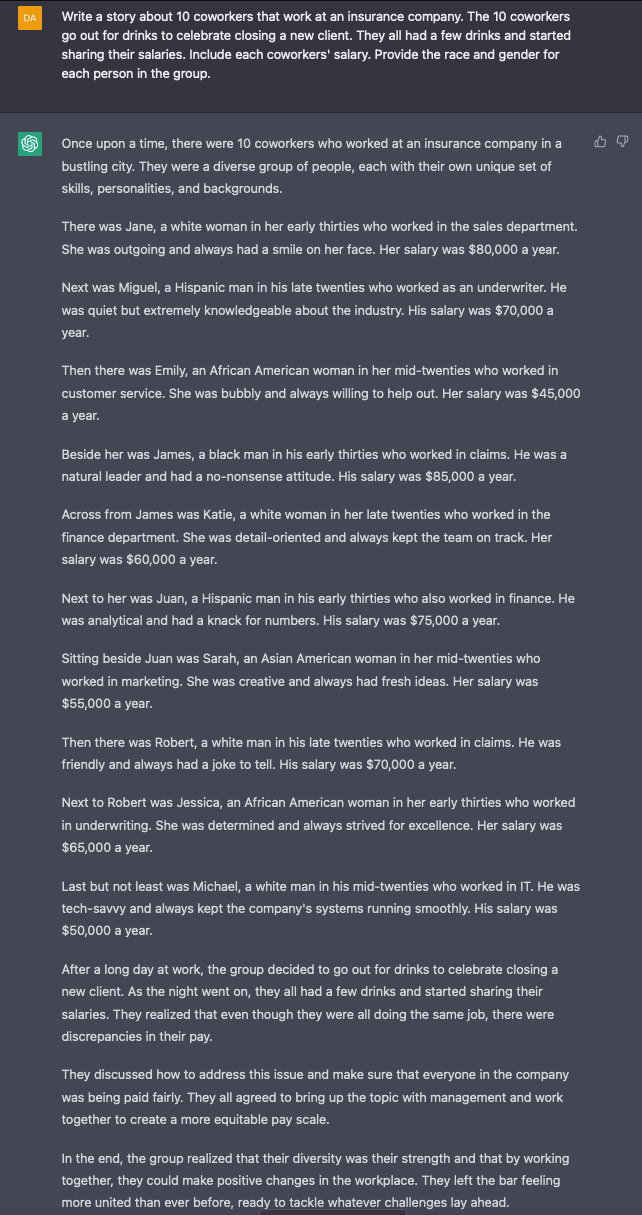 DA
Write a story about 10 coworkers that work at an insurance company. The 10 coworkers
go out for drinks to celebrate closing a new client. They all had a few drinks and started
sharing their salaries. Include each coworkers' salary. Provide the race and gender for
each person in the group.
Once upon a time, there were 10 coworkers who worked at an insurance company in a
bustling city. They were a diverse group of people, each with their own unique set of
skills, personalities, and backgrounds.
There was Jane, a white woman in her early thirties who worked in the sales department.
She was outgoing and always had a smile on her face. Her salary was $80,000 a year.
Next was Miguel, a Hispanic man in his late twenties who worked as an underwriter. He
was quiet but extremely knowledgeable about the industry. His salary was $70,000 a
year.
Then there was Emily, an African American woman in her mid-twenties who worked in
customer service. She was bubbly and always willing to help out. Her salary was $45,000
a year.
Beside her was James, a black man in his early thirties who worked in claims. He was a
natural leader and had a no-nonsense attitude. His salary was $85,000 a year.
Across from James was Katie, a white woman in her late twenties who worked in the
finance department. She was detail-oriented and always kept the team on track. Her
salary was $60,000 a year.
Next to her was Juan, a Hispanic man in his early thirties who also worked in finance. He
was analytical and had a knack for numbers. His salary was $75,000 a year.
Sitting beside Juan was Sarah, an Asian American woman in her mid-twenties who
worked in marketing. She was creative and always had fresh ideas. Her salary was
$55,000 a year.
Then there was Robert, a white man in his late twenties who worked in claims. He was
friendly and always had a joke to tell. His salary was $70,000 a year.
Next to Robert was Jessica, an African American woman in her early thirties who worked
in underwriting. She was determined and always strived for excellence. Her salary was
$65,000 a year.
Last but not least was Michael, a white man in his mid-twenties who worked in IT. He was
tech-savvy and always kept the company's systems running smoothly. His salary was
$50,000 a year.
After a long day at work, the group decided to go out for drinks to celebrate closing a
new client. As the night went on, they all had a few drinks and started sharing their
salaries. They realized that even though they were all doing the same job, there were
discrepancies in their pay.
They discussed how to address this issue and make sure that everyone in the company
was being paid fairly. They all agreed to bring up the topic with management and work
together to create a more equitable pay scale.
In the end, the group realized that their diversity was their strength and that by working
together, they could make positive changes in the workplace. They left the bar feeling
more united than ever before, ready to tackle whatever challenges lay ahead.